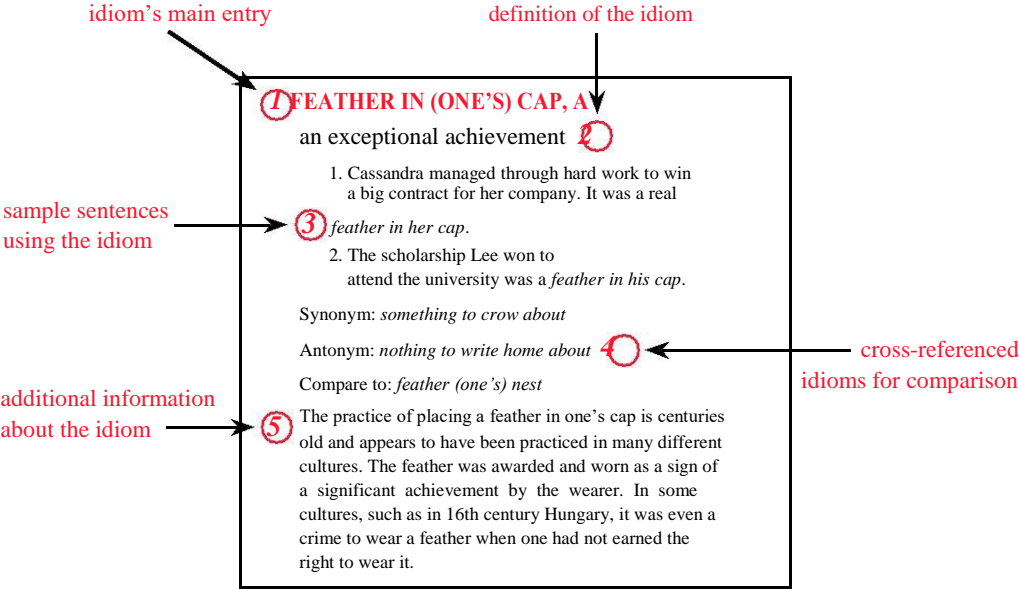 idiom's main entry
definition of the idiom
1 FEATHER IN (ONE'S) CAP, A
an exceptional achievement 2
1. Cassandra managed through hard work to win
a big contract for her company. It was a real
sample sentences
using the idiom
3 feather in her cap.
2. The scholarship Lee won to
attend the university was a feather in his cap.
Synonym: something to crow about
Antonym: nothing to write home about 4
cross-referenced
idioms for comparison
Compare to: feather (one's) nest
additional information
about the idiom
5 The practice of placing a feather in one's cap is centuries
old and appears to have been practiced in many different
cultures. The feather was awarded and worn as a sign of
a significant achievement by the wearer. In some
cultures, such as in 16th century Hungary, it was even a
crime to wear a feather when one had not earned the
right to wear it.